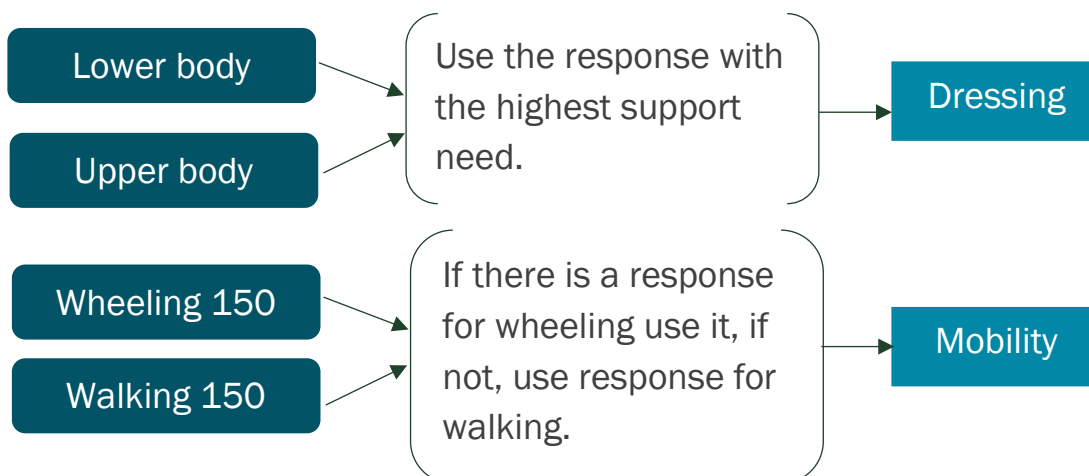 Lower body
Upper body
Use the response with
the highest support
need.
Dressing
Wheeling 150
Walking 150
If there is a response
for wheeling use it, if
not, use response for
walking.
Mobility